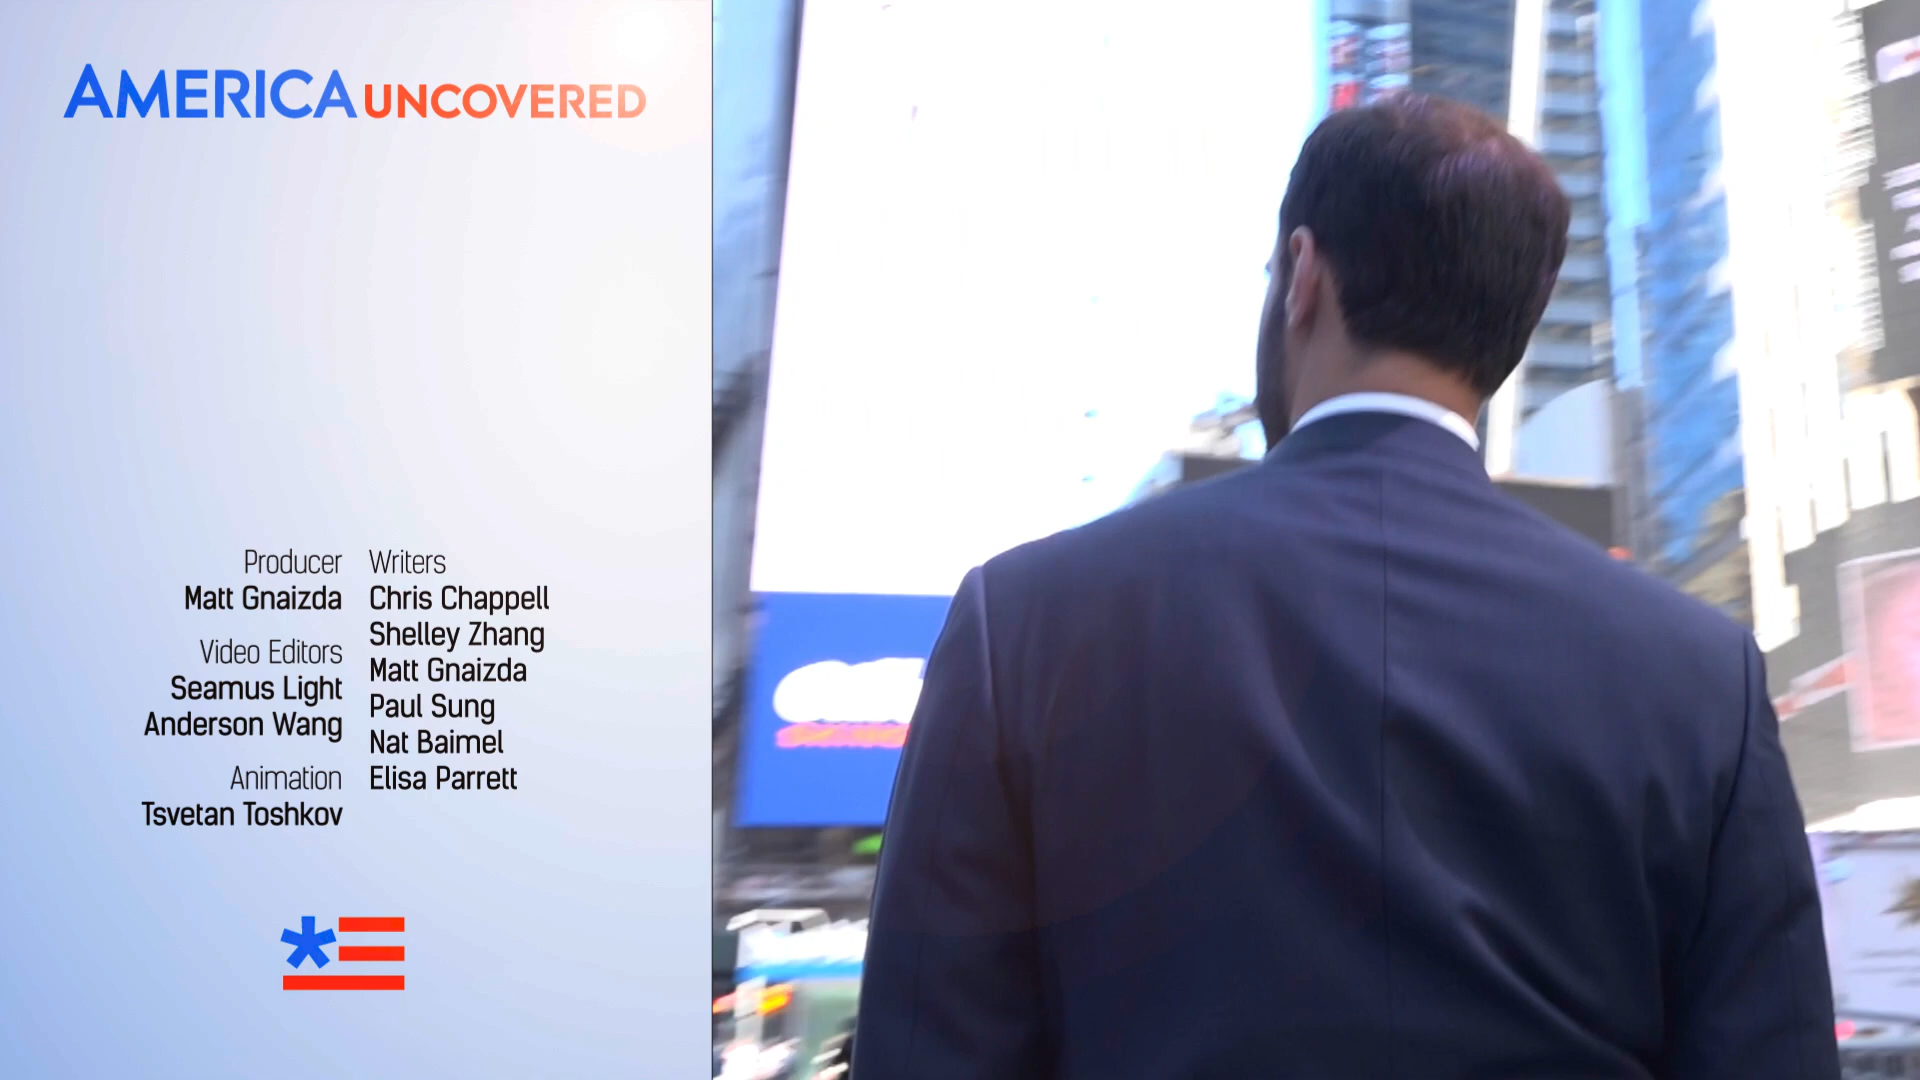 AMERICA UNCOVERED
Producer
Matt Gnaizda
Video Editors
Seamus Light
Anderson Wang
Animation
Tsvetan Toshkov
Writers
Chris Chappell
Shelley Zhang
Matt Gnaizda
Paul Sung
Nat Baimel
Elisa Parrett